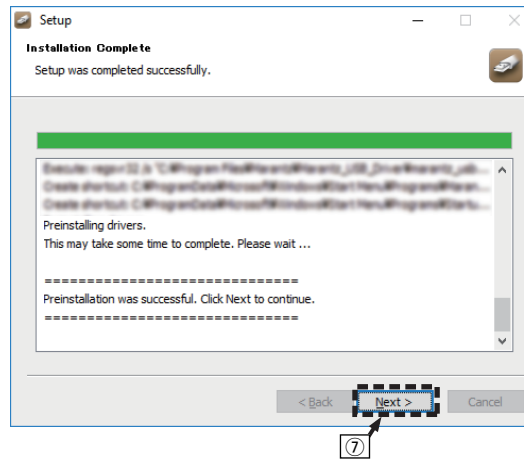 Setup
Installation Complete
Setup was completed successfully.
Preinstalling drivers.
This may take some time to complete. Please wait ...
==============================
Preinstallation was successful. Click Next to continue.
==============================
< Back
Next >
Cancel
⑦